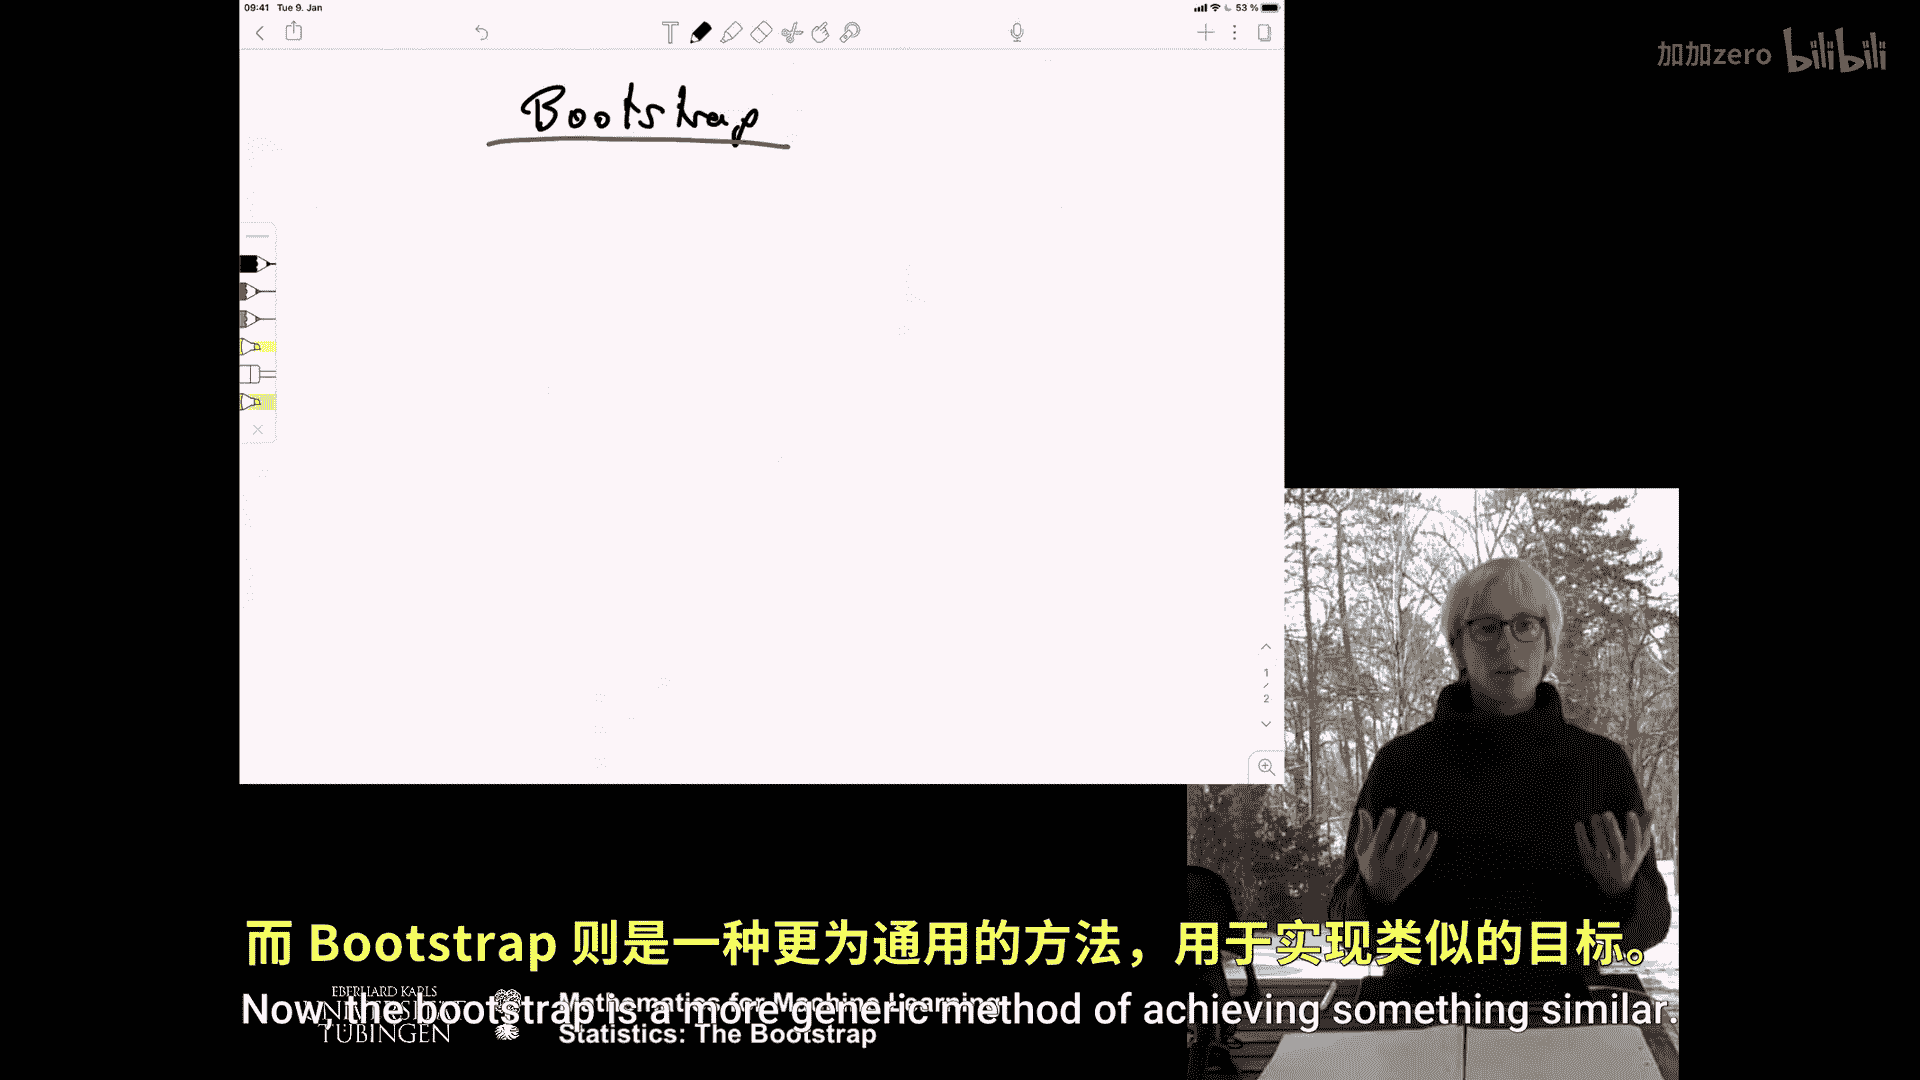 09:41 Tue 9. Jan
53 %
加加zero bilibili
Bootstrap
1
2
而 Bootstrap 则是一种更为通用的方法，用于实现类似的目标。
Now, the bootstrap is a more generic method of achieving something similar.
EBERHARD KARLS
UNIVERSITÄT
TÜBINGEN
Mathematics for Machine Learning
Statistics: The Bootstrap